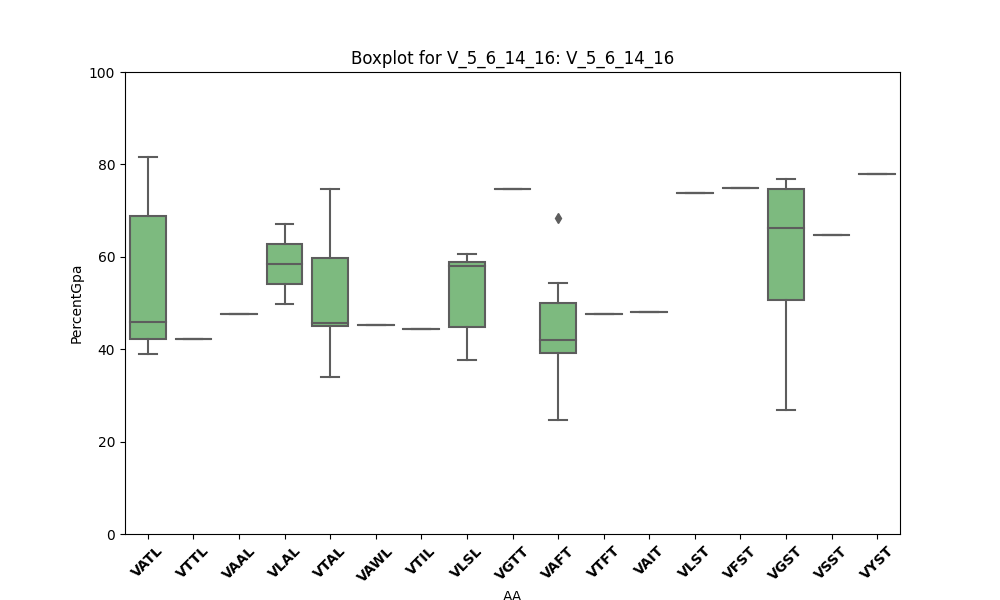 Boxplot for V_5_6_14_16: V_5_6_14_16
100
80
60
40
20
0
PercentGpa
VATL VTTL VAAL VLAL VTAL VAWL VTIL VLSL VGTT VAFT VTFT VAIT VLST VFST VGST VSST VYST
AA